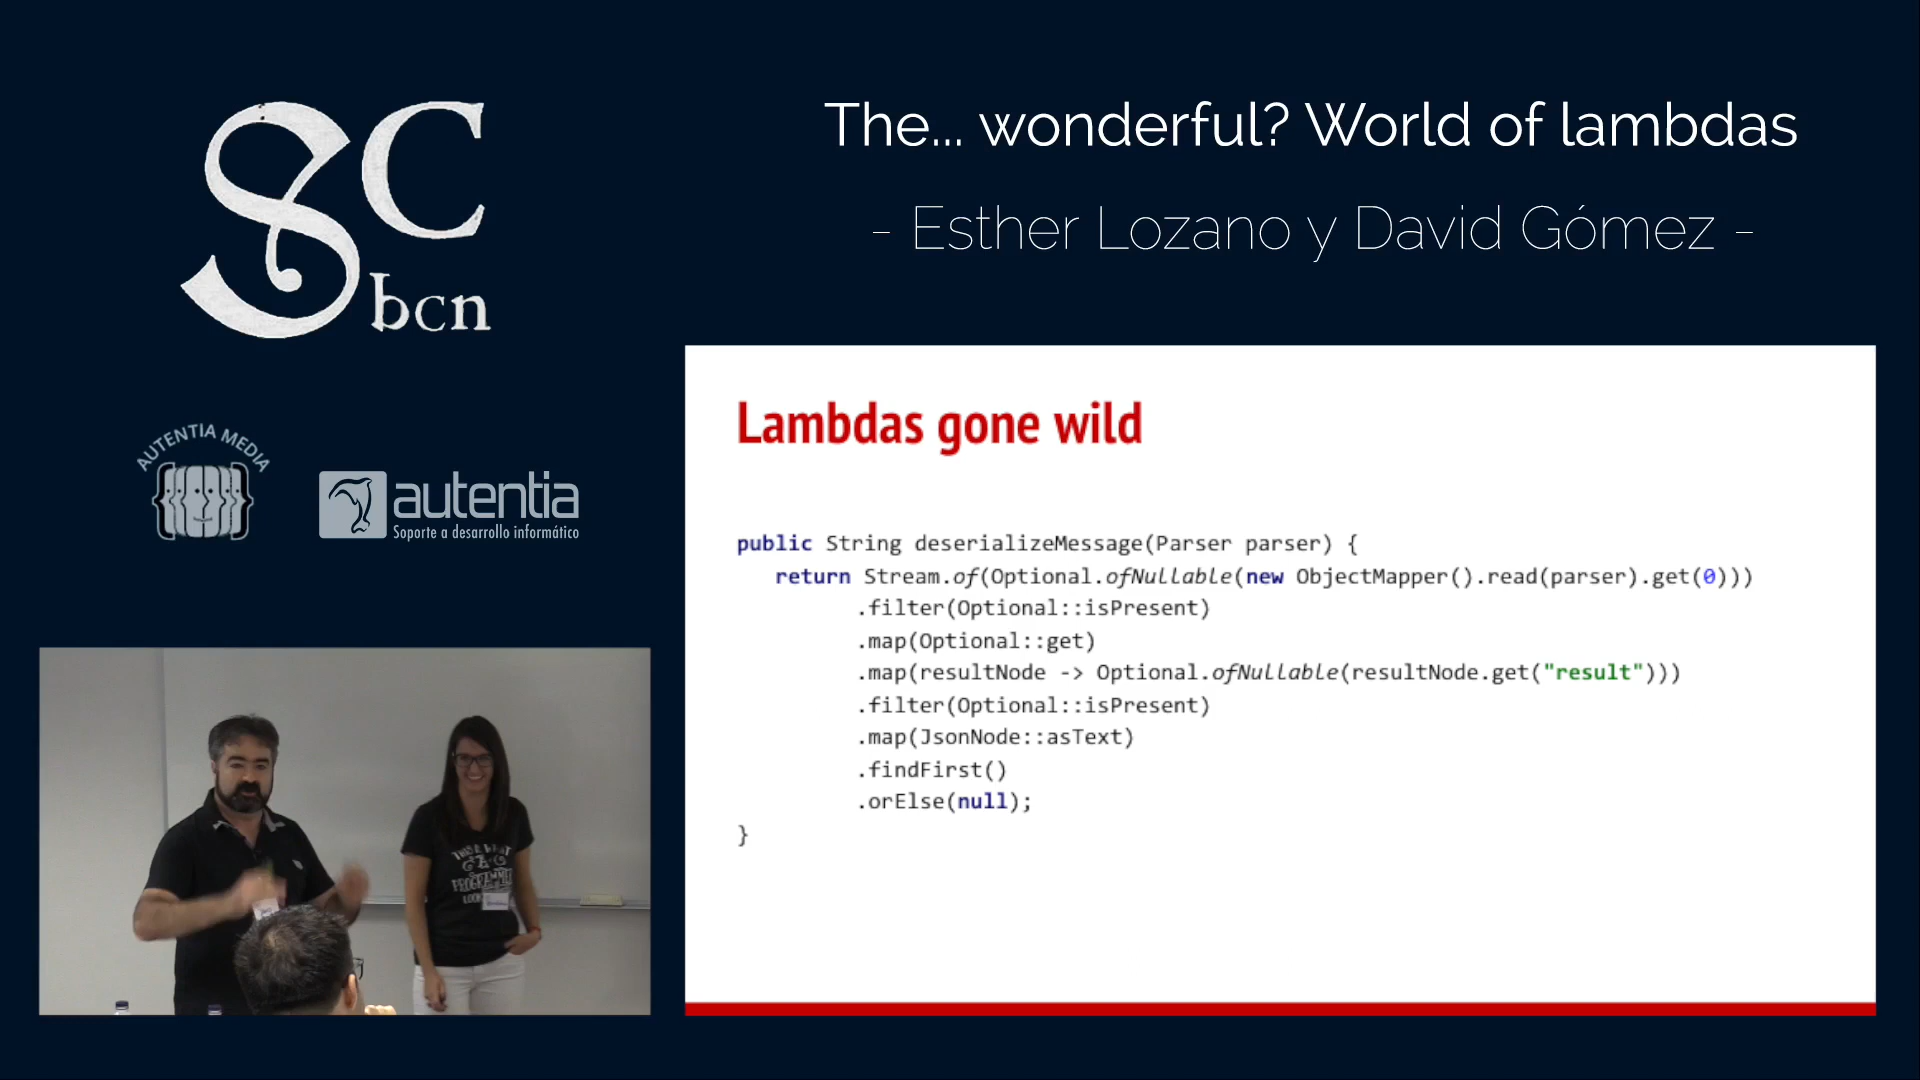 SC
bcn
The... wonderful? World of lambdas
- Esther Lozano y David Gómez -
AUTENTIA MEDIA
autentia
Soporte a desarrollo informático
Lambdas gone wild
public String deserializeMessage(Parser parser) {
return Stream.of(Optional.ofNullable(new ObjectMapper().read(parser).get(0)))
.filter(Optional::isPresent)
.map(Optional::get)
.map(resultNode -> Optional.ofNullable(resultNode.get("result")))
.filter(Optional::isPresent)
.map(JsonNode::asText)
.findFirst()
.orElse(null);
}
PROGRAMMER